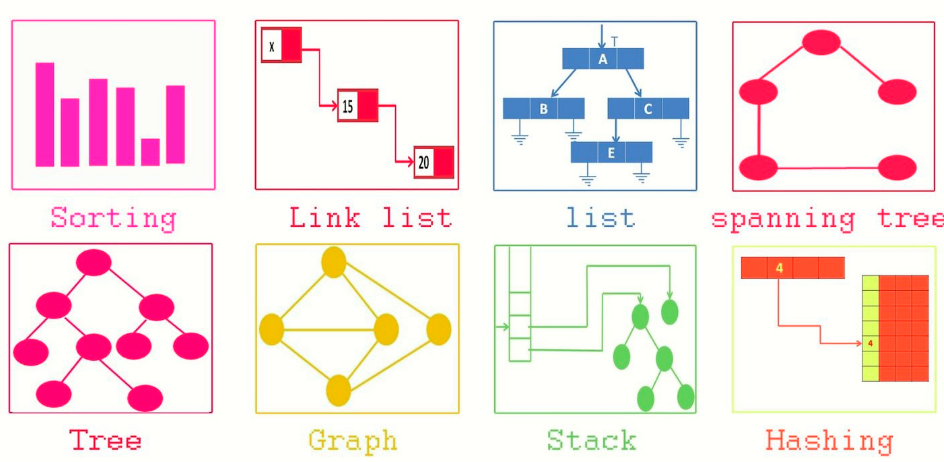 x
15
20
T
A
B
C
E
Sorting
Link list
list
spanning tree
4
4
Tree
Graph
Stack
Hashing